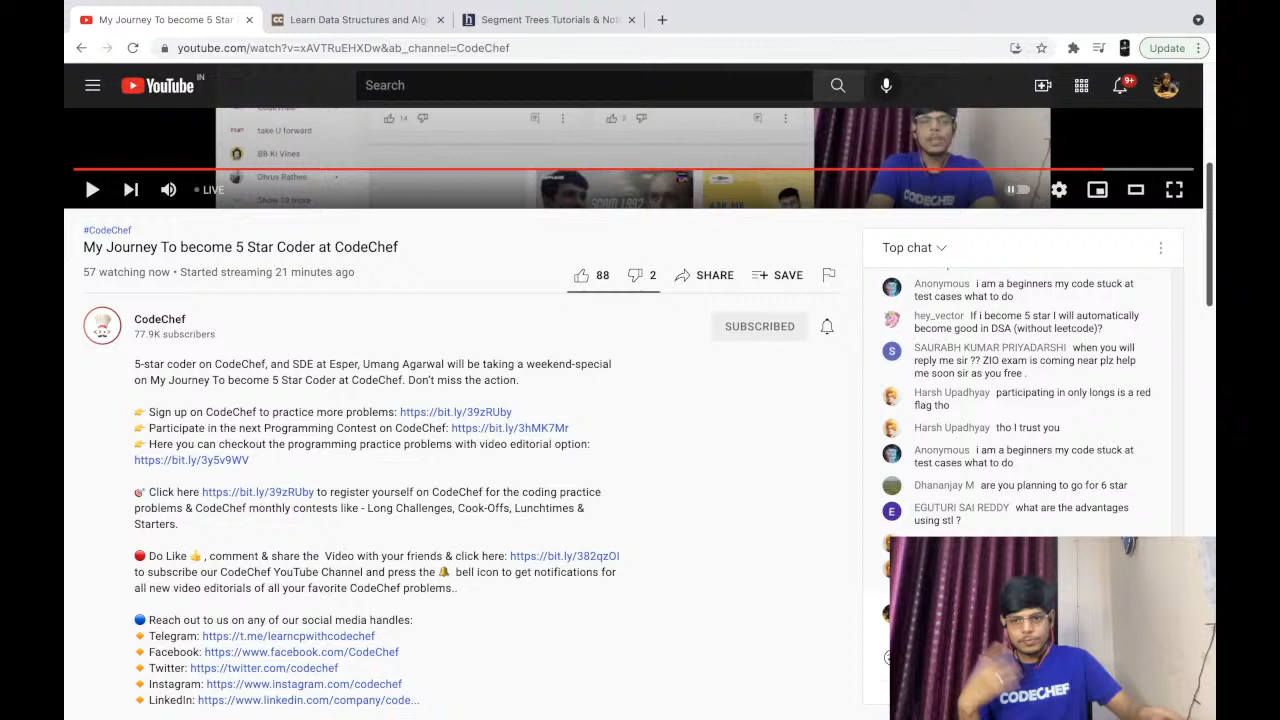 My Journey To become 5 Star
Learn Data Structures and Alg
Segment Trees Tutorials & Not
youtube.com/watch?v=xAVTRuEHXDw&ab_channel=CodeChef
Update
YouTube IN
Search
9+
take U forward
BB Ki Vines
Dhruv Rathee
Show 19 more
14
2
SCAM 1992
ASK ME
CODECHEF
LIVE
#CodeChef
My Journey To become 5 Star Coder at CodeChef
57 watching now • Started streaming 21 minutes ago
88
2
SHARE
SAVE
CodeChef
77.9K subscribers
SUBSCRIBED
5-star coder on CodeChef, and SDE at Esper, Umang Agarwal will be taking a weekend-special
on My Journey To become 5 Star Coder at CodeChef. Don't miss the action.
👉 Sign up on CodeChef to practice more problems: https://bit.ly/39zRUby
👉 Participate in the next Programming Contest on CodeChef: https://bit.ly/3hMK7Mr
👉 Here you can checkout the programming practice problems with video editorial option:
https://bit.ly/3y5v9WV
🎯 Click here https://bit.ly/39zRUby to register yourself on CodeChef for the coding practice
problems & CodeChef monthly contests like - Long Challenges, Cook-Offs, Lunchtimes &
Starters.
🔴 Do Like 👍 , comment & share the Video with your friends & click here: https://bit.ly/382qzOI
to subscribe our CodeChef YouTube Channel and press the 🔔 bell icon to get notifications for
all new video editorials of all your favorite CodeChef problems..
🔵 Reach out to us on any of our social media handles:
🔸 Telegram: https://t.me/learncpwithcodechef
🔸 Facebook: https://www.facebook.com/CodeChef
🔸 Twitter: https://twitter.com/codechef
🔸 Instagram: https://www.instagram.com/codechef
🔸 LinkedIn: https://www.linkedin.com/company/code...
Top chat
Anonymous i am a beginners my code stuck at
test cases what to do
hey_vector If i become 5 star I will automatically
become good in DSA (without leetcode)?
SAURABH KUMAR PRIYADARSHI when you will
reply me sir ?? ZIO exam is coming near plz help
me soon sir as you free .
Harsh Upadhyay participating in only longs is a red
flag tho
Harsh Upadhyay tho I trust you
Anonymous i am a beginners my code stuck at
test cases what to do
Dhananjay M are you planning to go for 6 star
EGUTURI SAI REDDY what are the advantages
using stl ?
CODECHEF